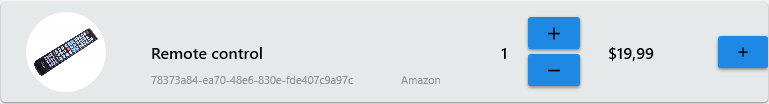 +
Remote control 1 $19,99 +
−
78373a84-ea70-48e6-830e-fde407c9a97c Amazon